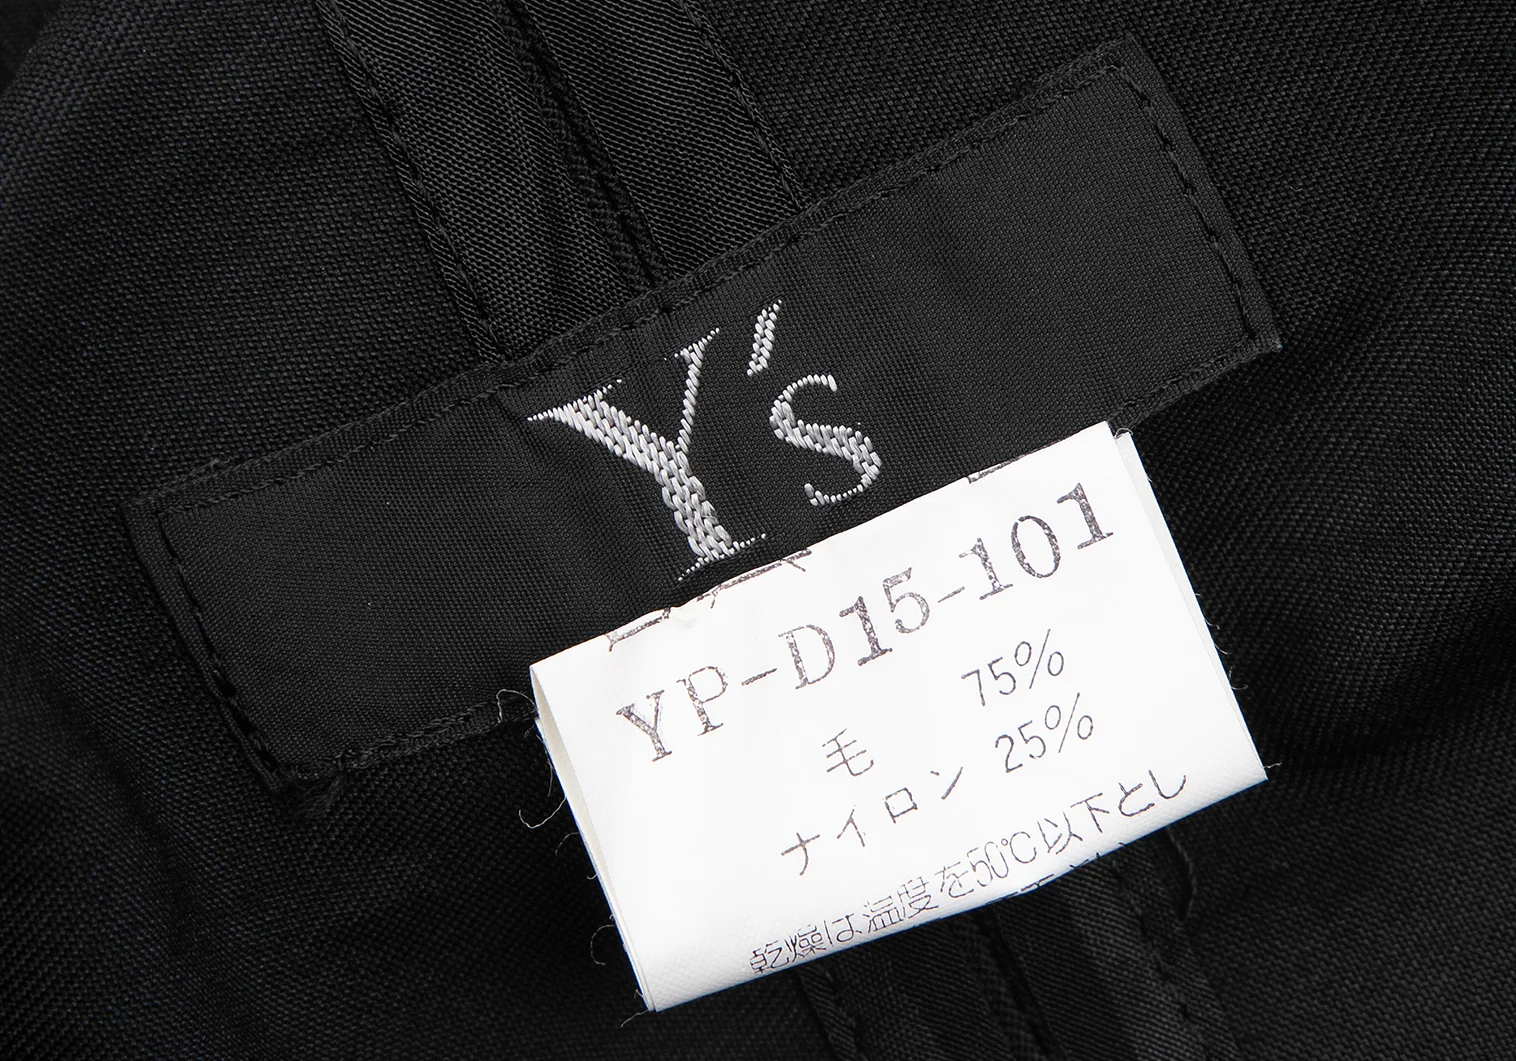 Y's
YP-D15-101
毛 75%
ナイロン 25%
乾燥は温度を50℃以下とし